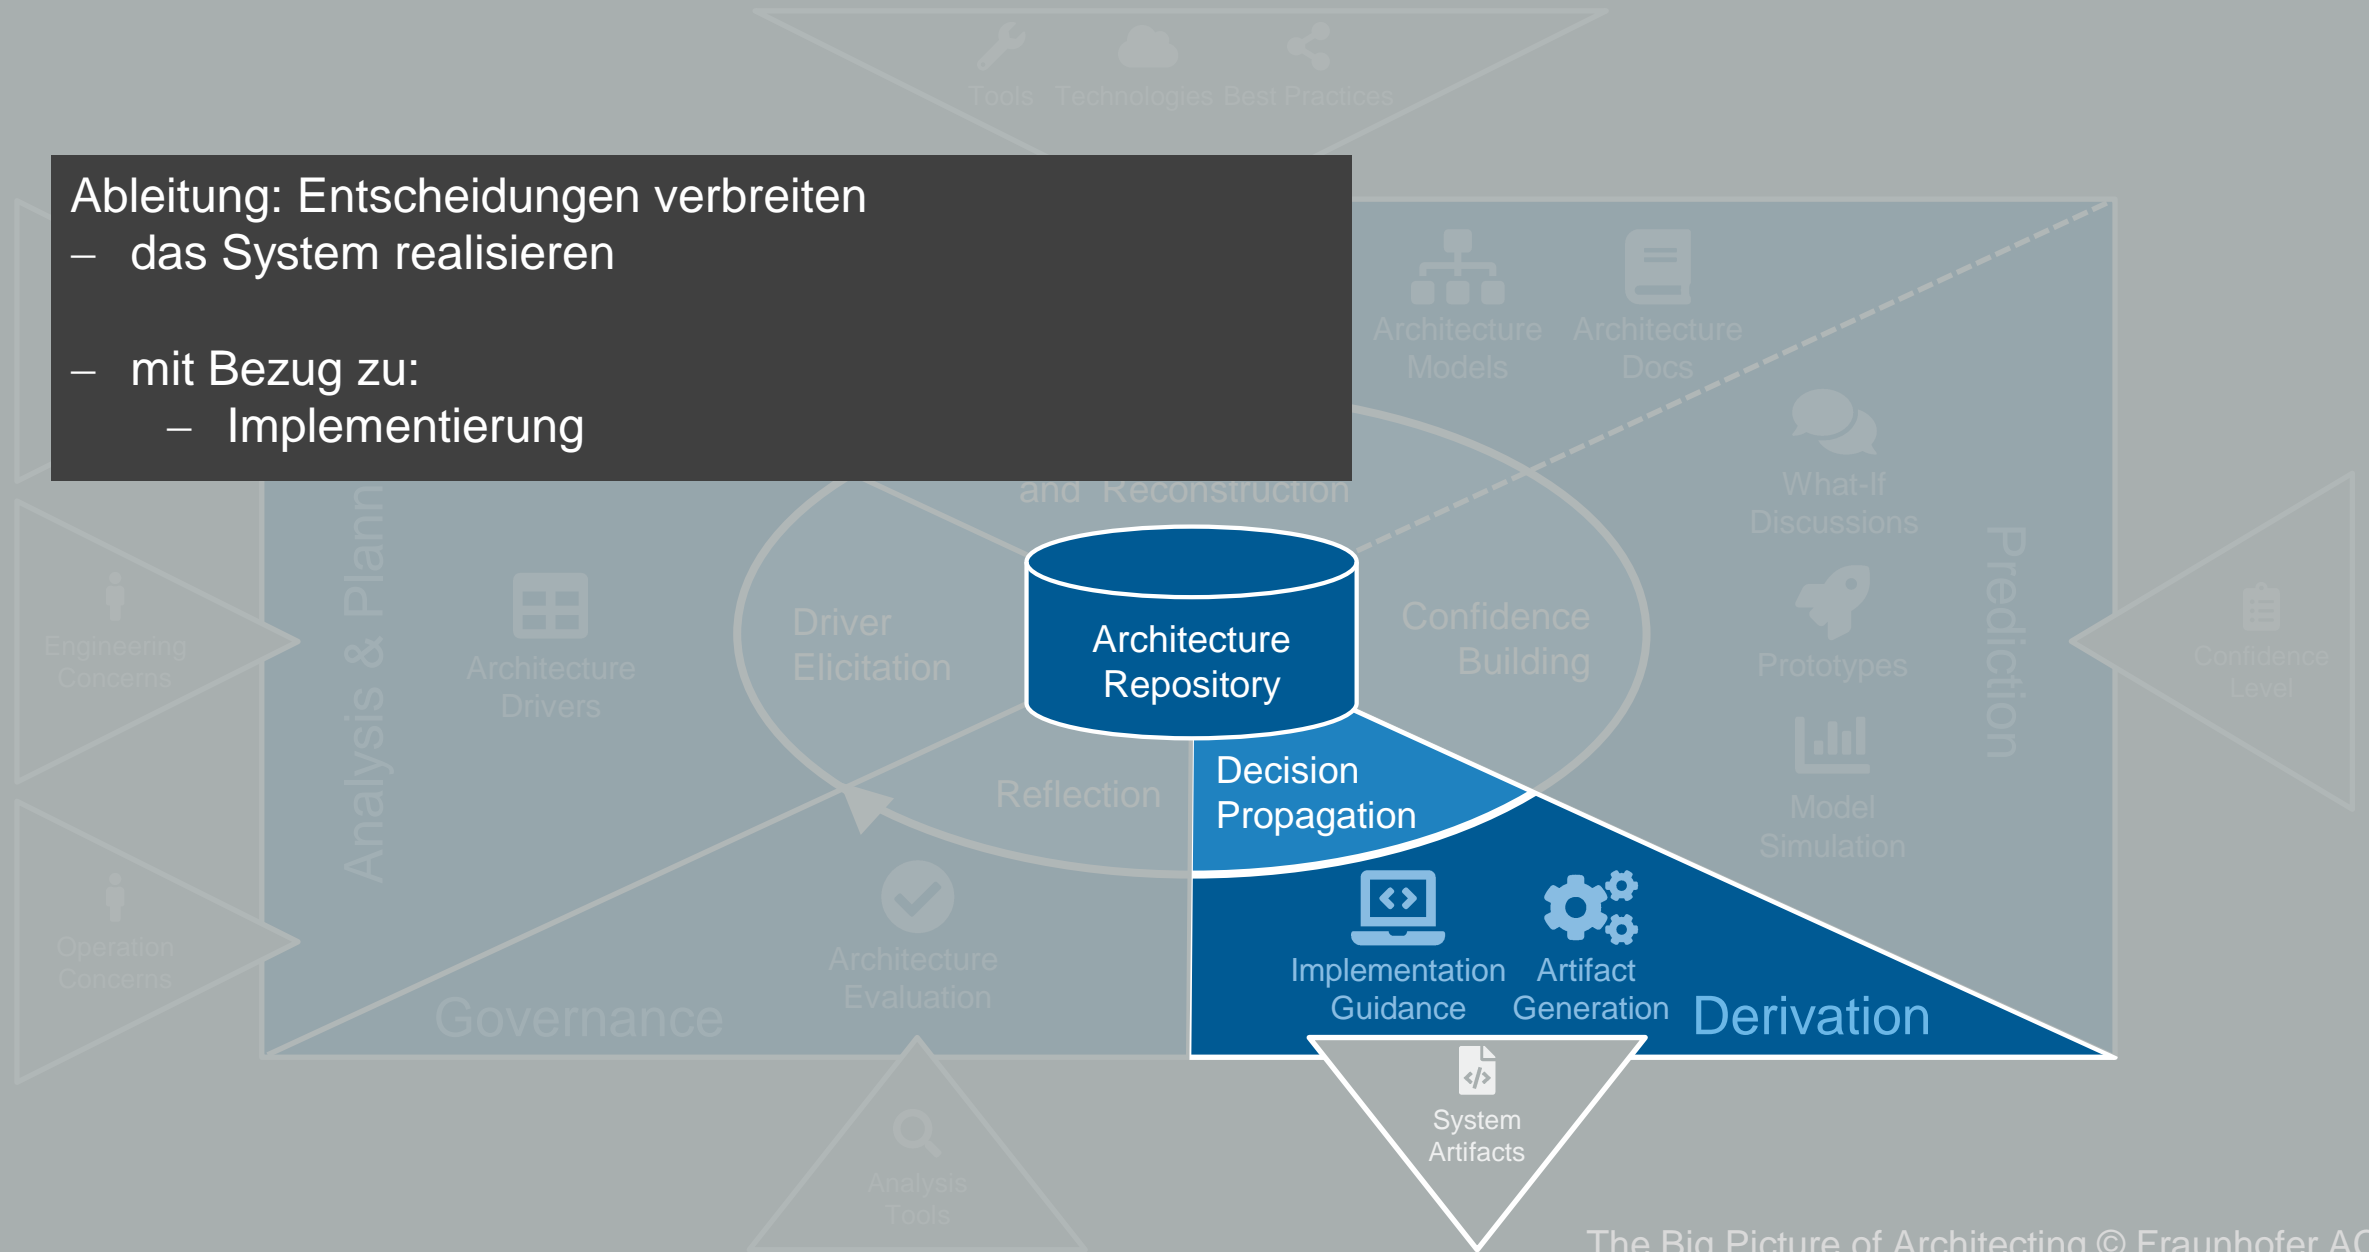 Tools Technologies Best Practices
Ableitung: Entscheidungen verbreiten
– das System realisieren
– mit Bezug zu:
– Implementierung
Architecture
Models
Architecture
Docs
and Reconstruction
What-If
Discussions
Analysis &
Prediction
Engineering
Concerns
Architecture
Drivers
Driver
Elicitation
Architecture
Repository
Confidence
Building
Prototypes
Confidence
Level
Reflection
Decision
Propagation
Model
Simulation
Operation
Concerns
Architecture
Evaluation
Implementation
Guidance
Artifact
Generation
Governance
Derivation
System
Artifacts
Analysis
Tools
The Big Picture of Architecting © Fraunhofer